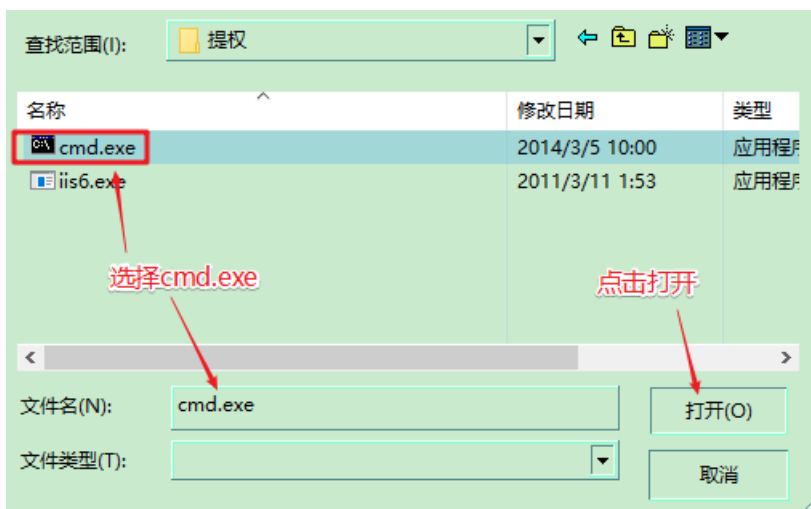 查找范围(I): 提权
名称 修改日期 类型
cmd.exe 2014/3/5 10:00 应用程序
iis6.exe 2011/3/11 1:53 应用程序
选择cmd.exe 点击打开
文件名(N): cmd.exe 打开(O)
文件类型(T): 取消